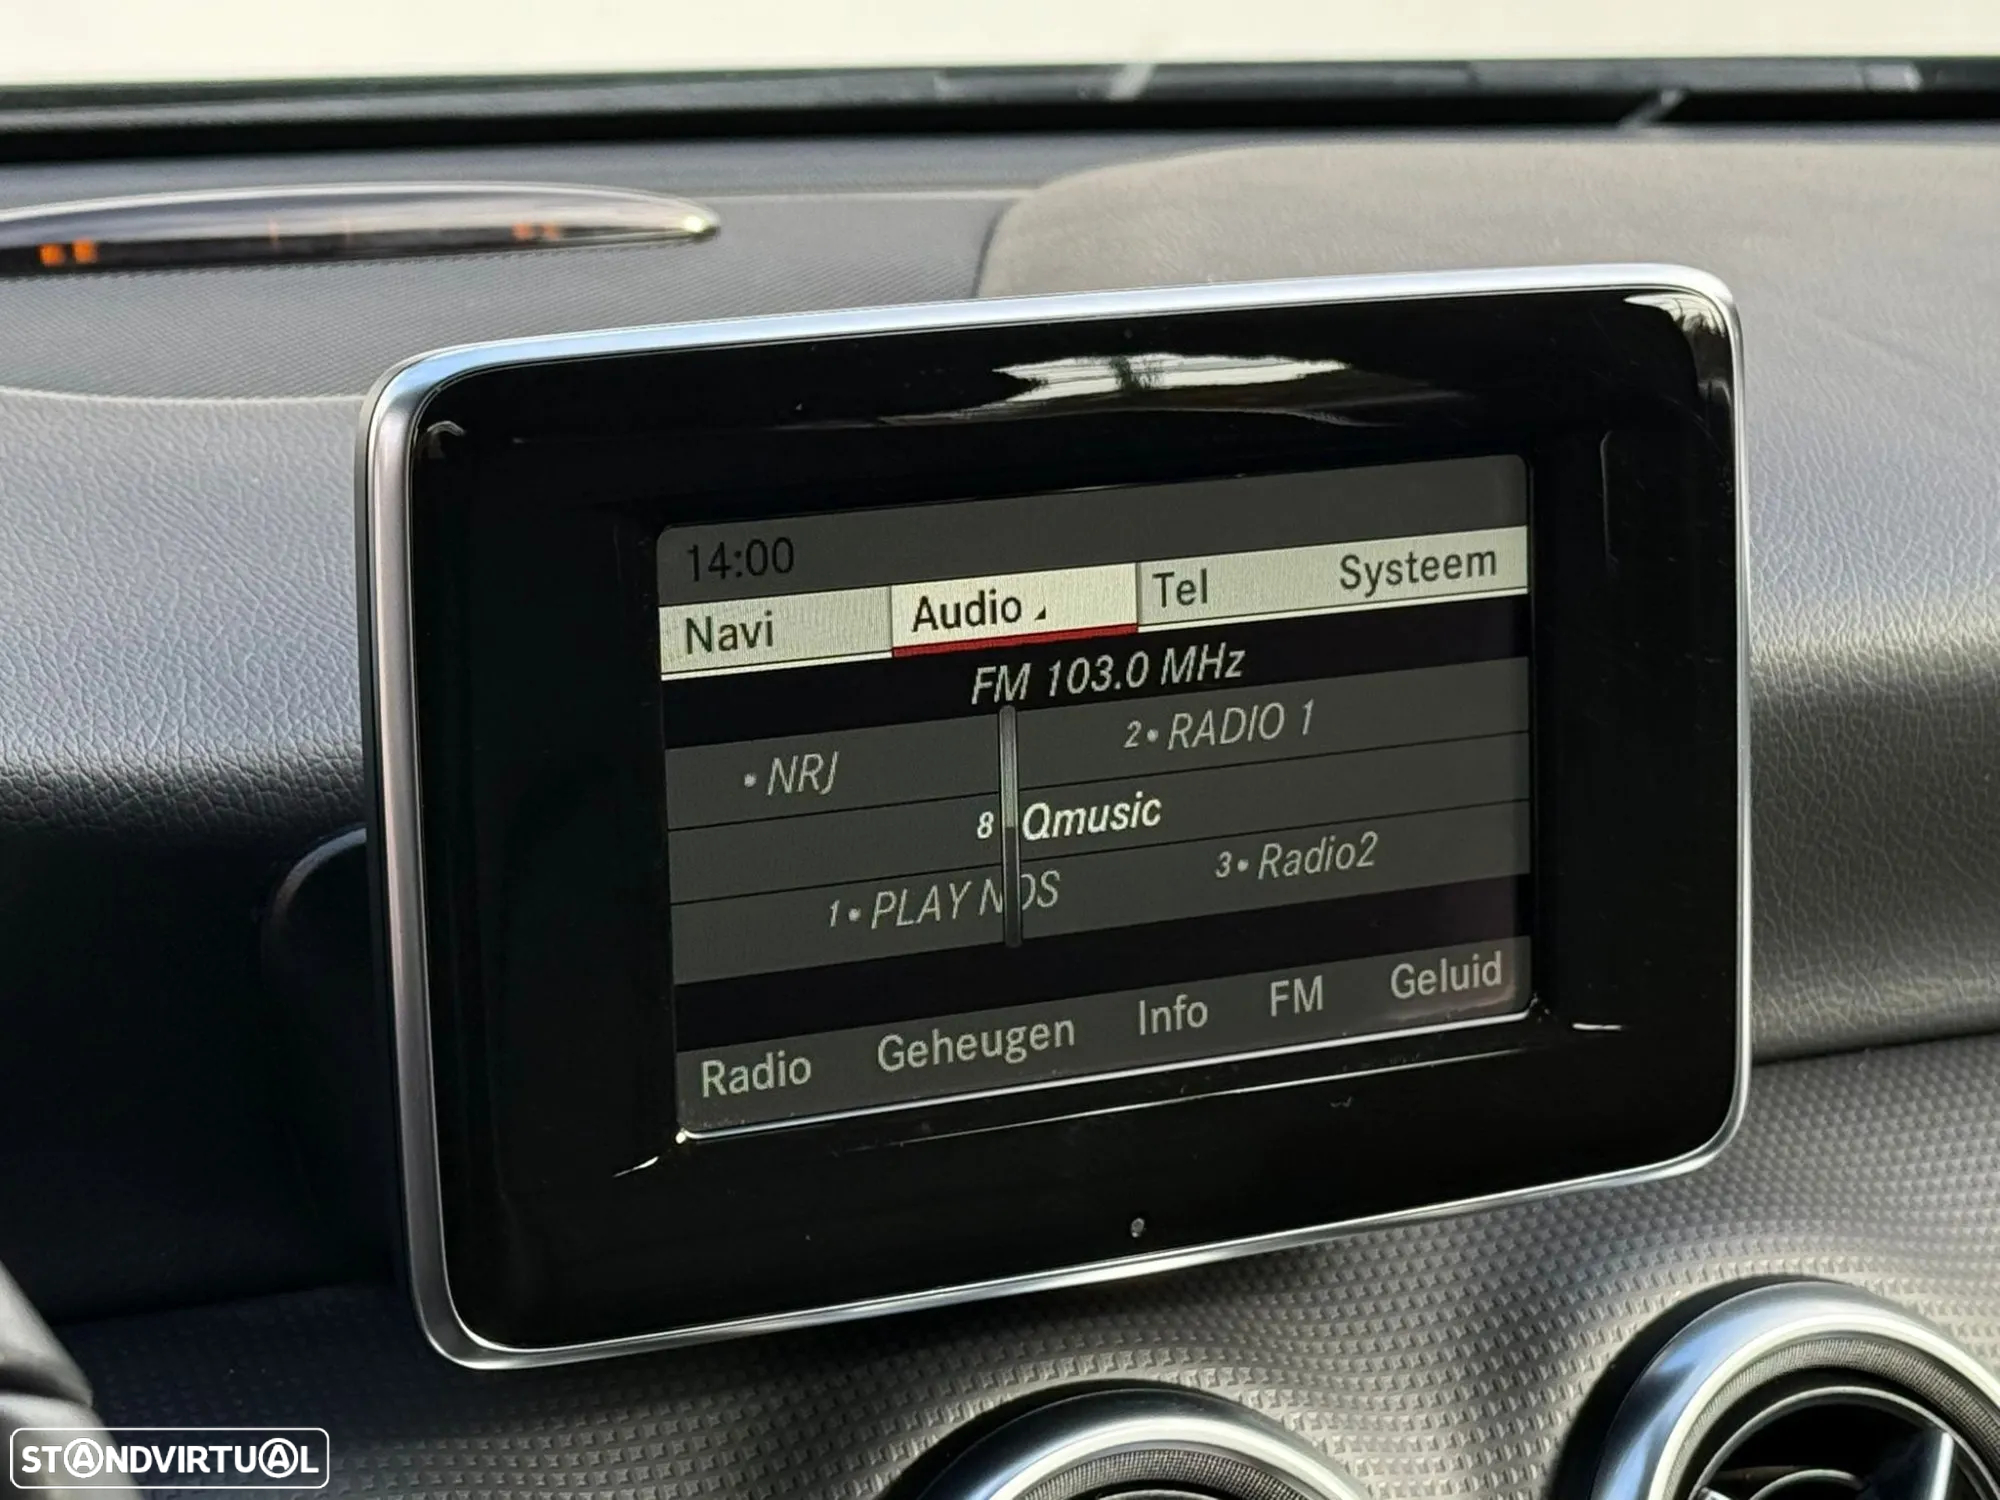 14:00
Navi Audio Tel Systeem
FM 103.0 MHz
• NRJ 2• RADIO 1
8 Qmusic
1• PLAY NOS 3• Radio2
Radio Geheugen Info FM Geluid
STANDVIRTUAL